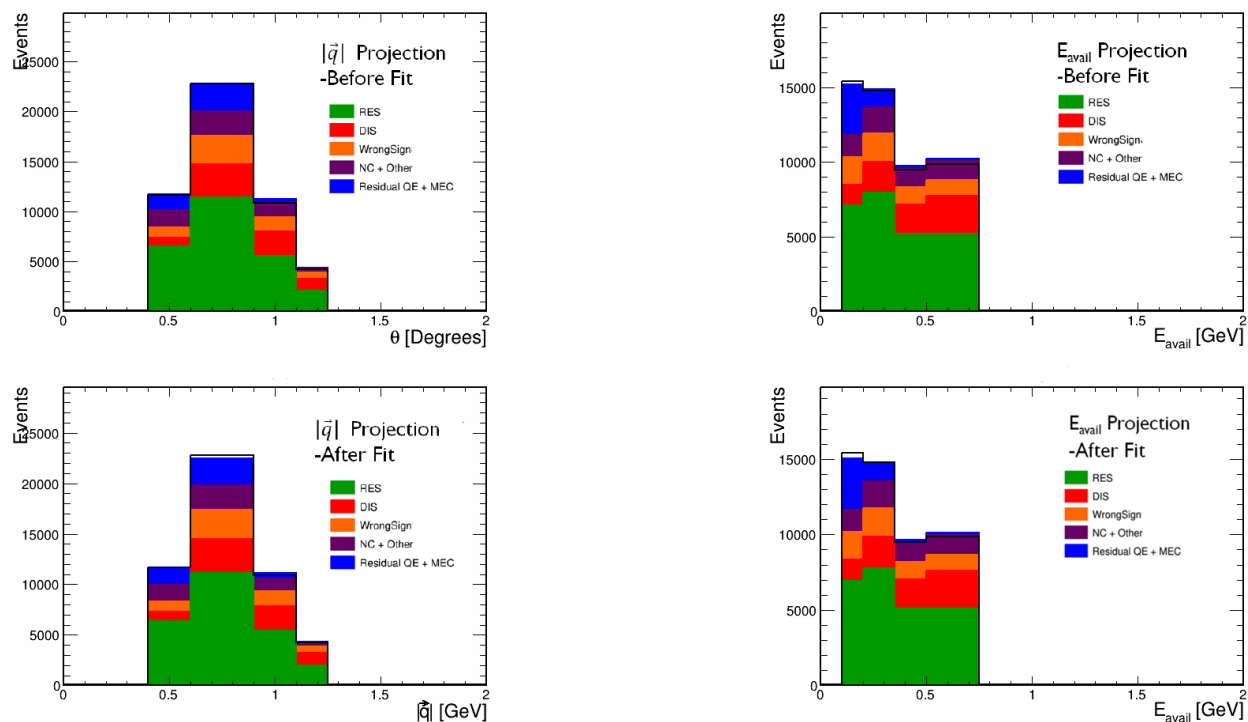 Events
25000
20000
15000
10000
5000
0
|q⃗| Projection
-Before Fit
RES
DIS
WrongSign
NC + Other
Residual QE + MEC
0 0.5 1 1.5 2
θ [Degrees]
Events
15000
10000
5000
0
E_avail Projection
-Before Fit
RES
DIS
WrongSign
NC + Other
Residual QE + MEC
0 0.5 1 1.5 2
E_avail [GeV]
Events
25000
20000
15000
10000
5000
0
|q⃗| Projection
-After Fit
RES
DIS
WrongSign
NC + Other
Residual QE + MEC
0 0.5 1 1.5 2
|q⃗| [GeV]
Events
15000
10000
5000
0
E_avail Projection
-After Fit
RES
DIS
WrongSign
NC + Other
Residual QE + MEC
0 0.5 1 1.5 2
E_avail [GeV]